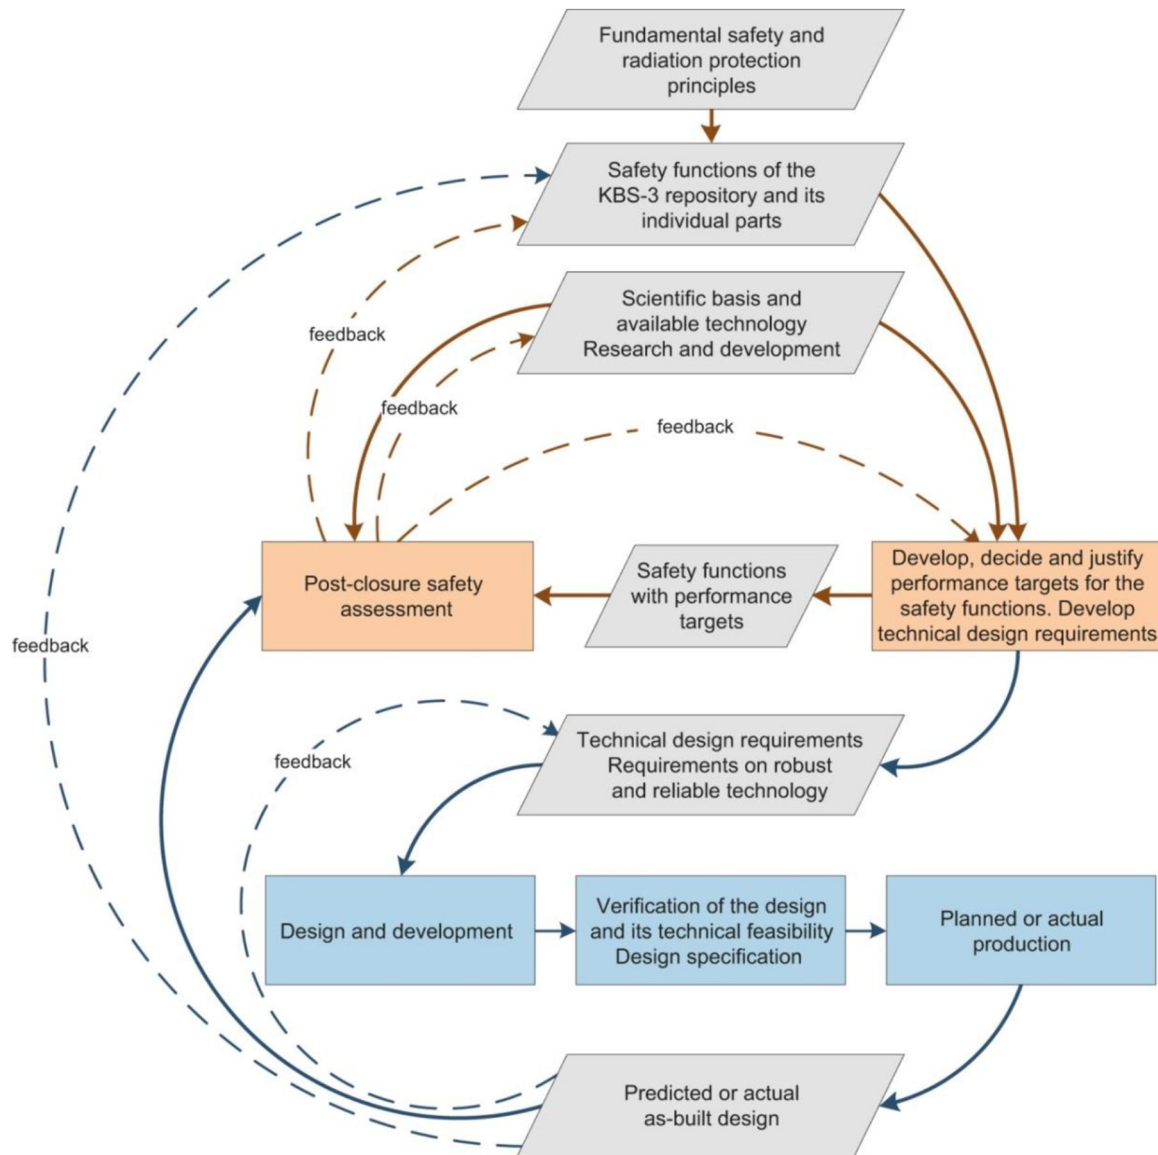 Fundamental safety and
radiation protection
principles
Safety functions of the
KBS-3 repository and its
individual parts
Scientific basis and
available technology
Research and development
feedback
feedback
feedback
Post-closure safety
assessment
Safety functions
with performance
targets
Develop, decide and justify
performance targets for the
safety functions. Develop
technical design requirements
feedback
Technical design requirements
Requirements on robust
and reliable technology
feedback
Design and development
Verification of the design
and its technical feasibility
Design specification
Planned or actual
production
Predicted or actual
as-built design